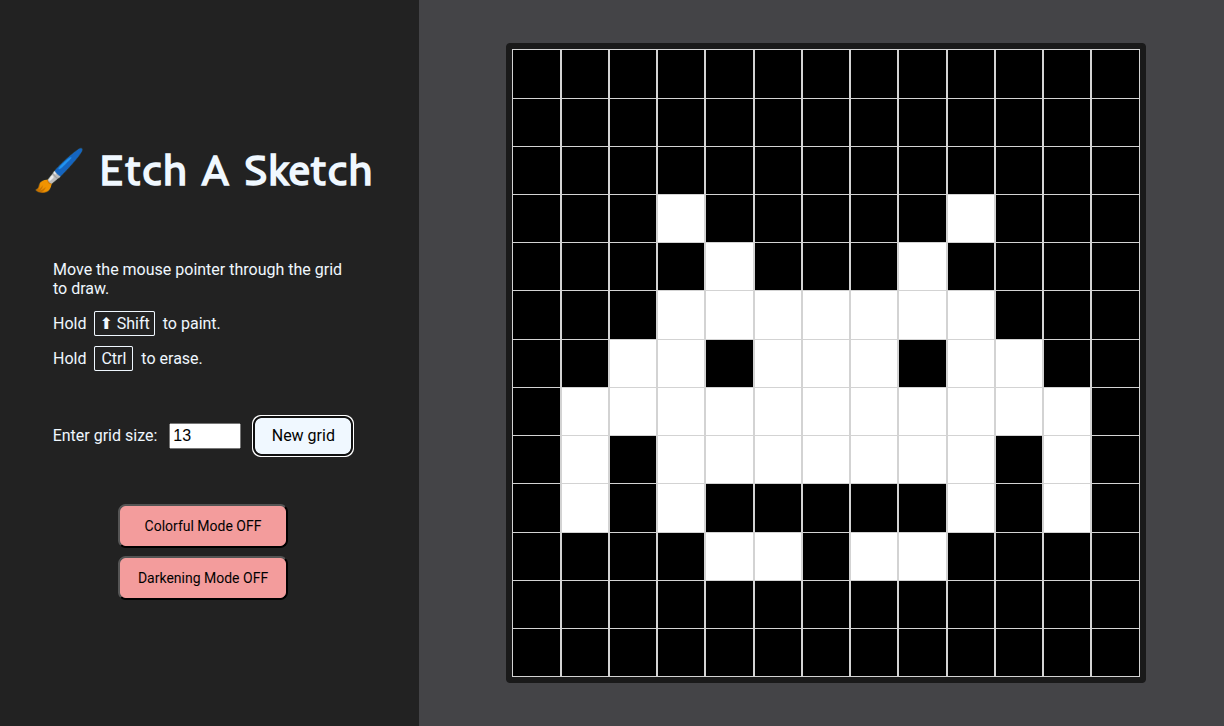 Etch A Sketch
Move the mouse pointer through the grid
to draw.
Hold ⬆ Shift to paint.
Hold Ctrl to erase.
Enter grid size: 13 New grid
Colorful Mode OFF
Darkening Mode OFF